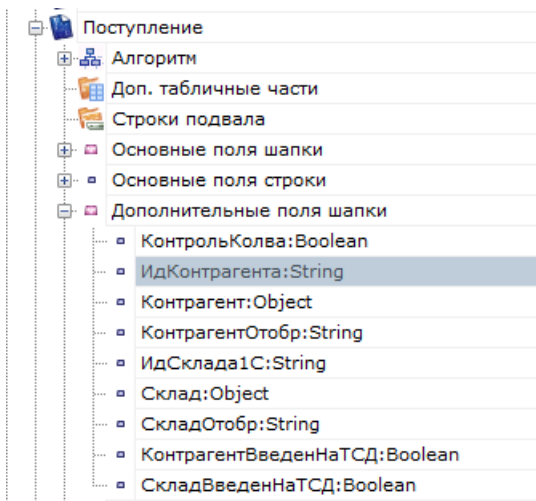 Поступление
Алгоритм
Доп. табличные части
Строки подвала
Основные поля шапки
Основные поля строки
Дополнительные поля шапки
КонтрольКолва:Boolean
ИдКонтрагента:String
Контрагент:Object
КонтрагентОтобр:String
ИдСклада1С:String
Склад:Object
СкладОтобр:String
КонтрагентВведенНаТСД:Boolean
СкладВведенНаТСД:Boolean